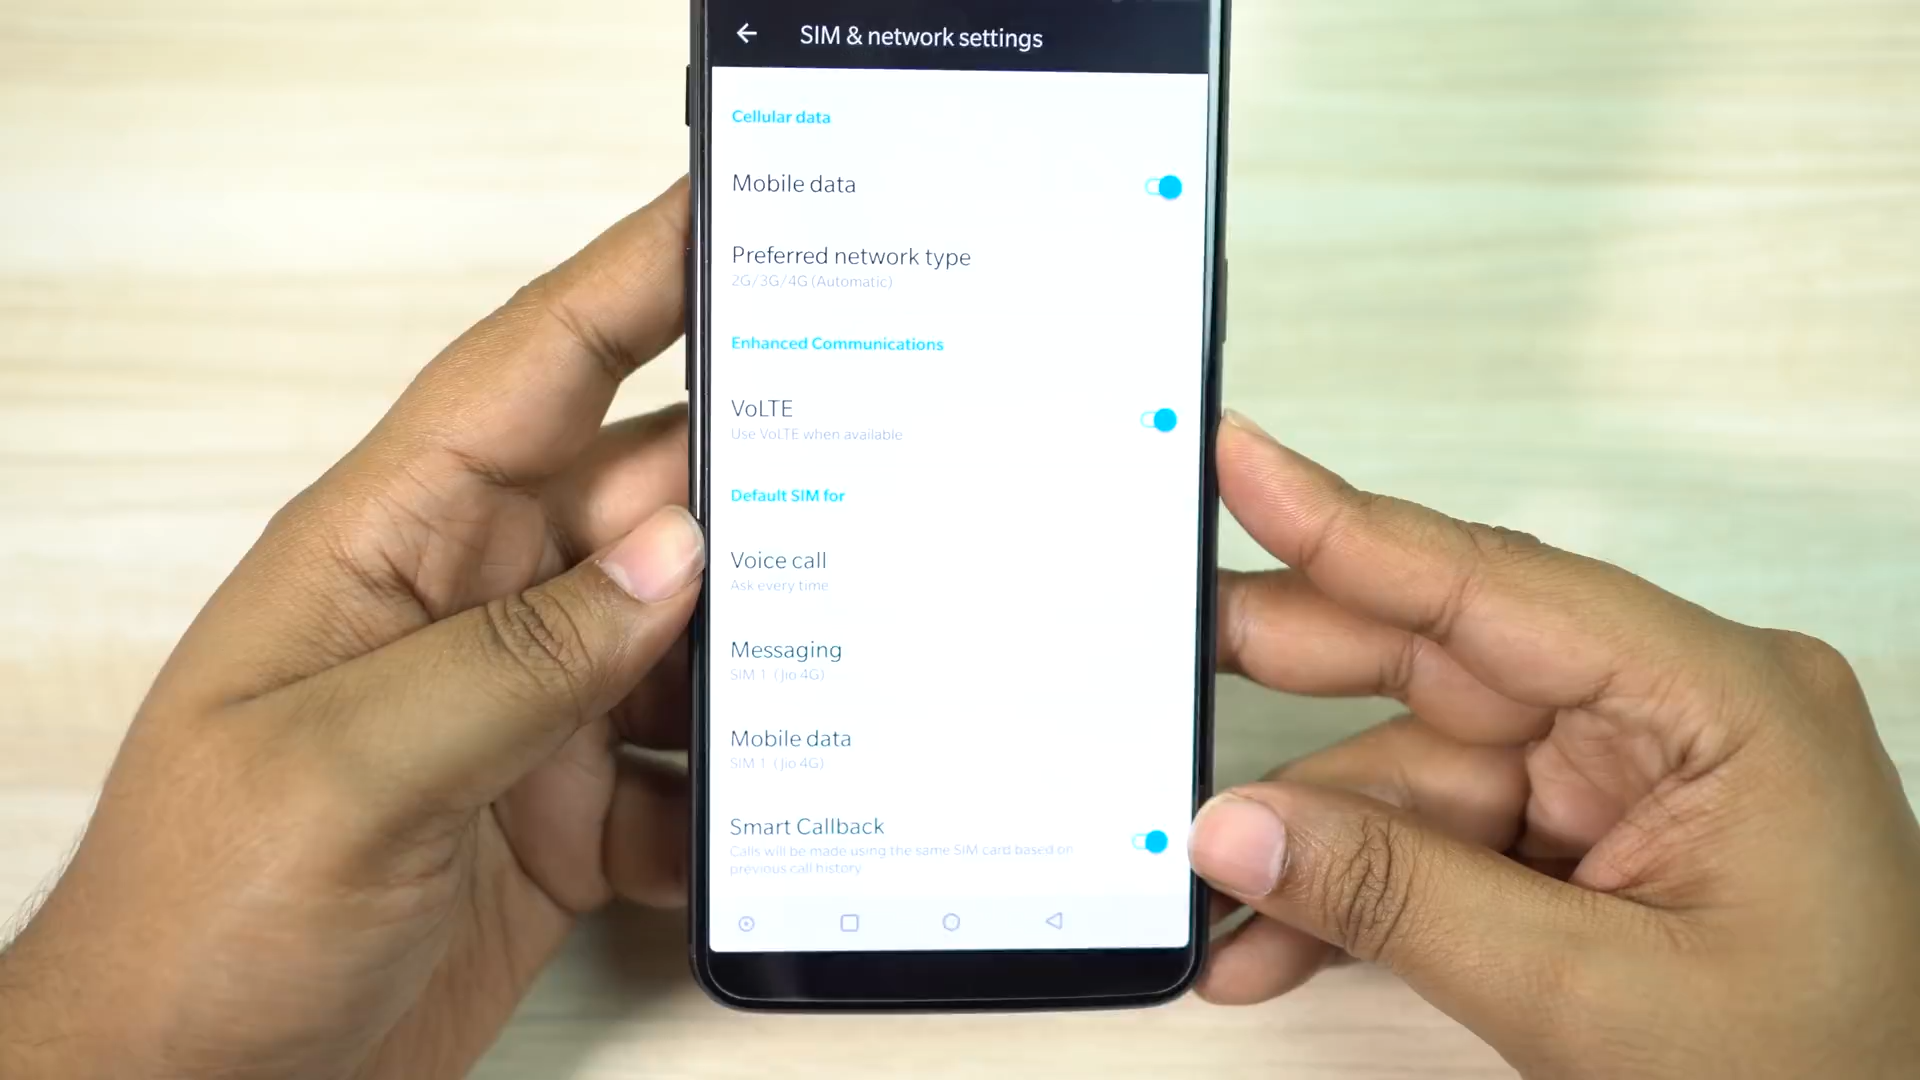 SIM & network settings
Cellular data
Mobile data
Preferred network type
2G/3G/4G (Automatic)
Enhanced Communications
VoLTE
Use VoLTE when available
Default SIM for
Voice call
Ask every time
Messaging
SIM 1 (Jio 4G)
Mobile data
SIM 1 (Jio 4G)
Smart Callback
Calls will be made using the same SIM card based on
previous call history